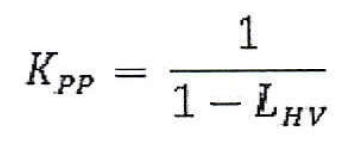 K_PP = 1 / (1 − L_HV)